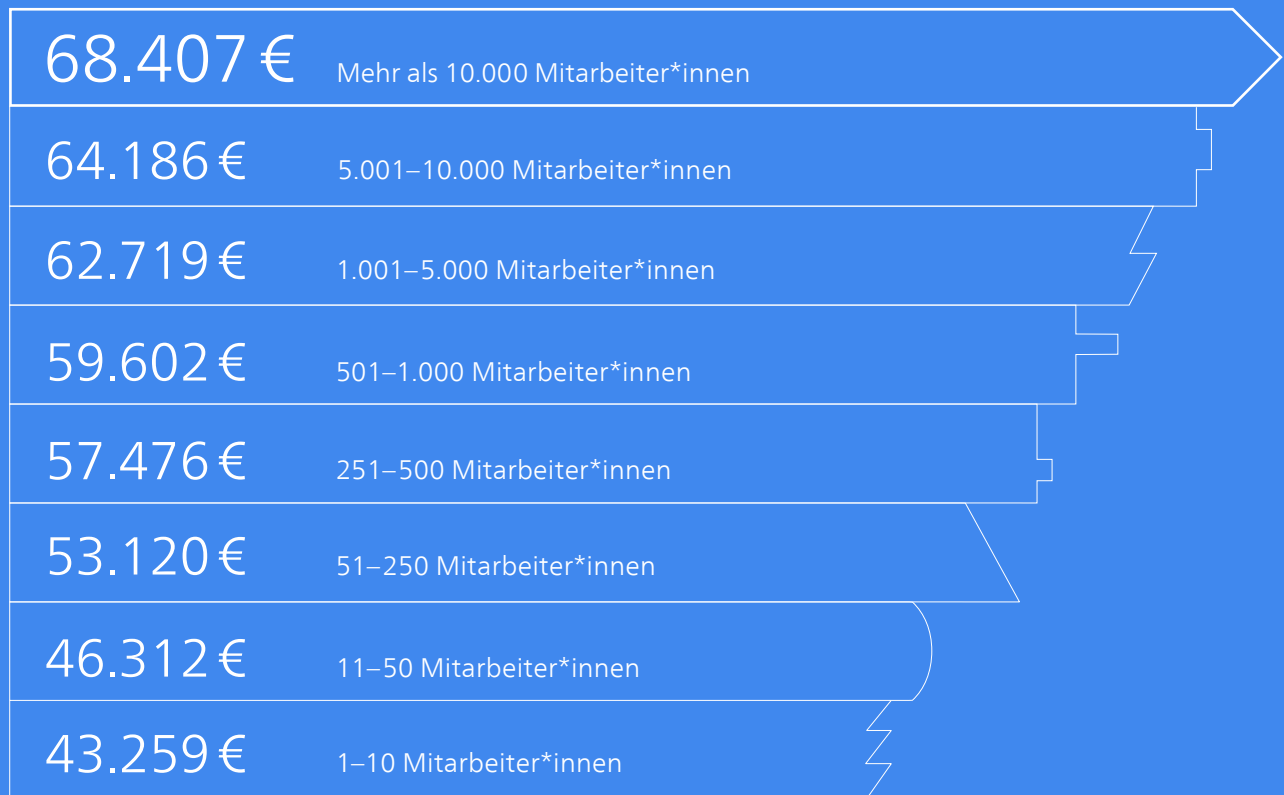 68.407 € Mehr als 10.000 Mitarbeiter*innen
64.186 € 5.001–10.000 Mitarbeiter*innen
62.719 € 1.001–5.000 Mitarbeiter*innen
59.602 € 501–1.000 Mitarbeiter*innen
57.476 € 251–500 Mitarbeiter*innen
53.120 € 51–250 Mitarbeiter*innen
46.312 € 11–50 Mitarbeiter*innen
43.259 € 1–10 Mitarbeiter*innen